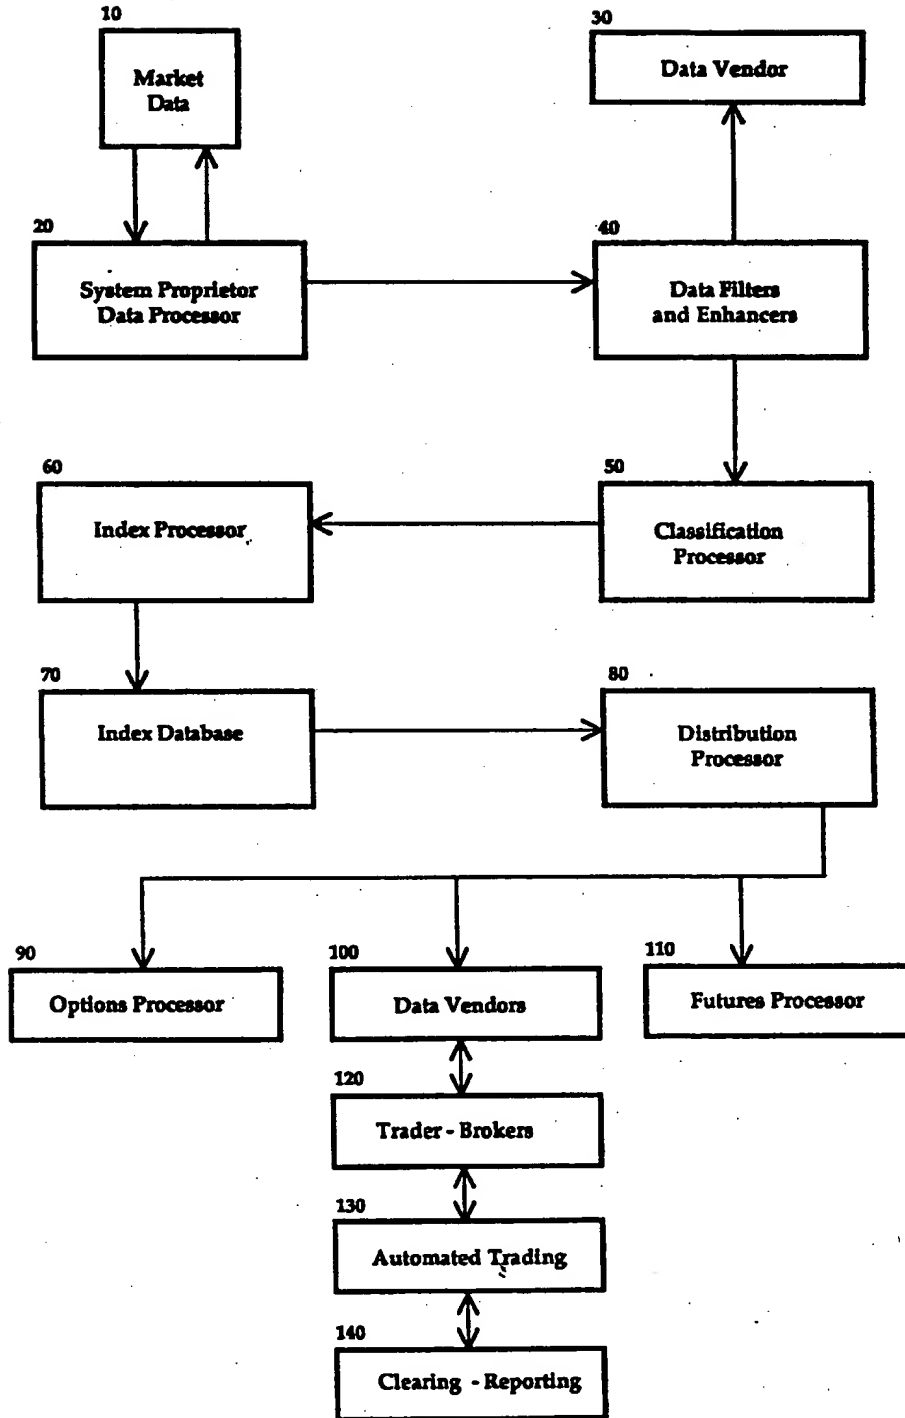 10
Market
Data
30
Data Vendor
20
System Proprietor
Data Processor
40
Data Filters
and Enhancers
60
Index Processor
50
Classification
Processor
70
Index Database
80
Distribution
Processor
90
Options Processor
100
Data Vendors
110
Futures Processor
120
Trader - Brokers
130
Automated Trading
140
Clearing - Reporting